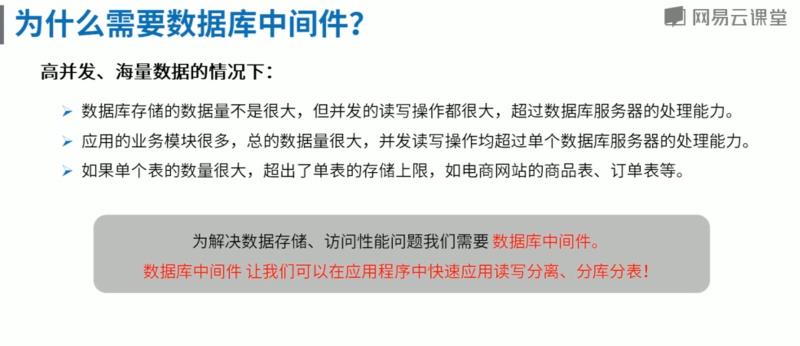 为什么需要数据库中间件？
网易云课堂
高并发、海量数据的情况下：
数据库存储的数据量不是很大，但并发的读写操作都很大，超过数据库服务器的处理能力。
应用的业务模块很多，总的数据量很大，并发读写操作均超过单个数据库服务器的处理能力。
如果单个表的数量很大，超出了单表的存储上限，如电商网站的商品表、订单表等。
为解决数据存储、访问性能问题我们需要 数据库中间件。
数据库中间件 让我们可以在应用程序中快速应用读写分离、分库分表！